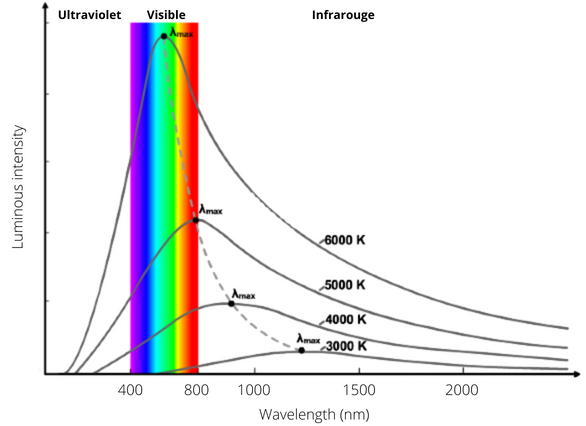 Ultraviolet Visible Infrarouge
λmax
λmax
6000 K
5000 K
λmax
4000 K
λmax
3000 K
400 800 1000 1500 2000
Wavelength (nm)
Luminous intensity